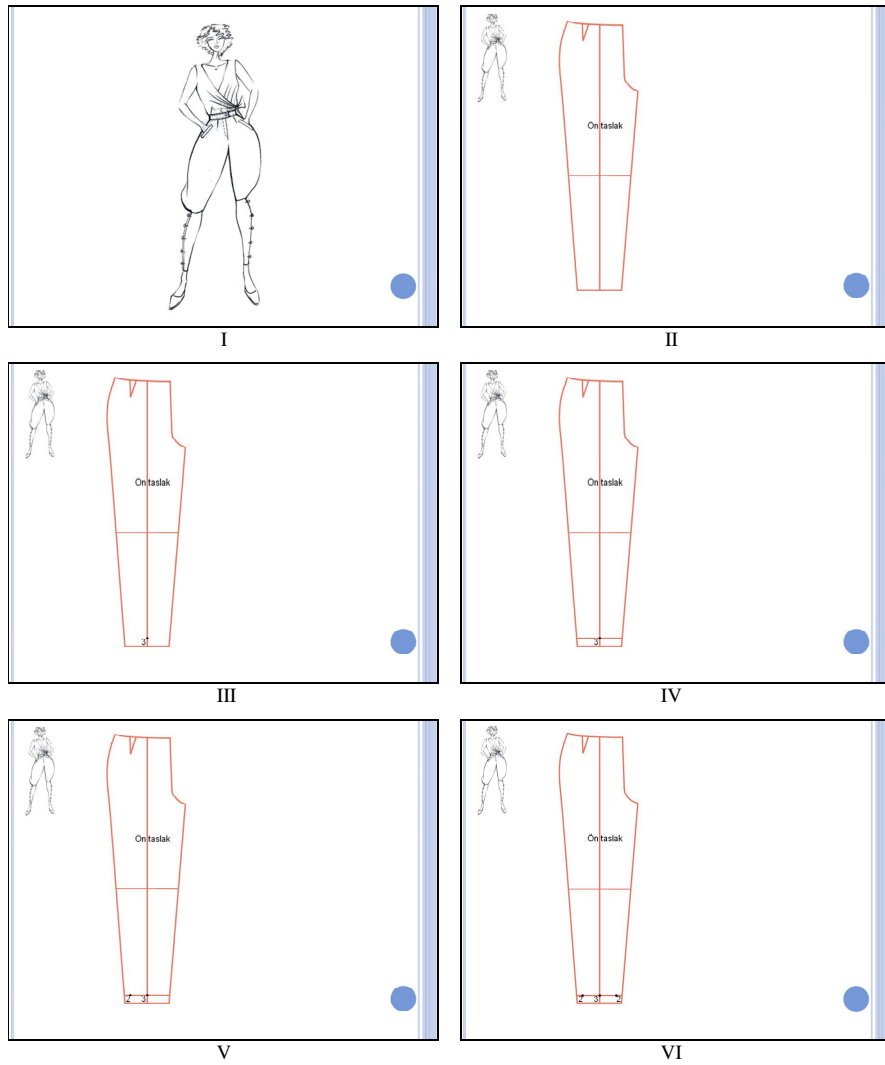 I
Ön taslak
II
Ön taslak
3
III
Ön taslak
3
IV
Ön taslak
2 3
V
Ön taslak
2 3 2
VI